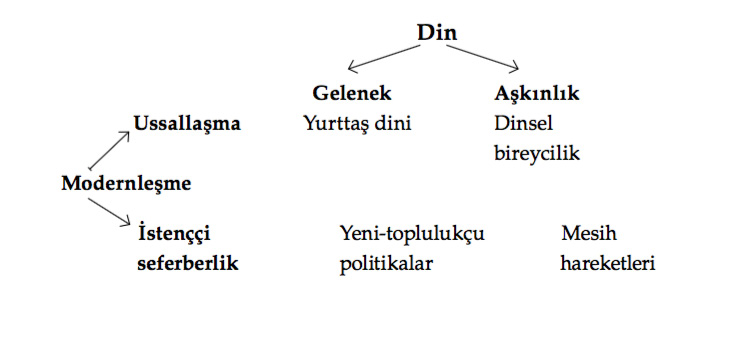 Din
Gelenek Aşkınlık
Ussallaşma Yurttaş dini Dinsel
bireycilik
Modernleşme
İstenççi Yeni-toplulukçu Mesih
seferberlik politikalar hareketleri